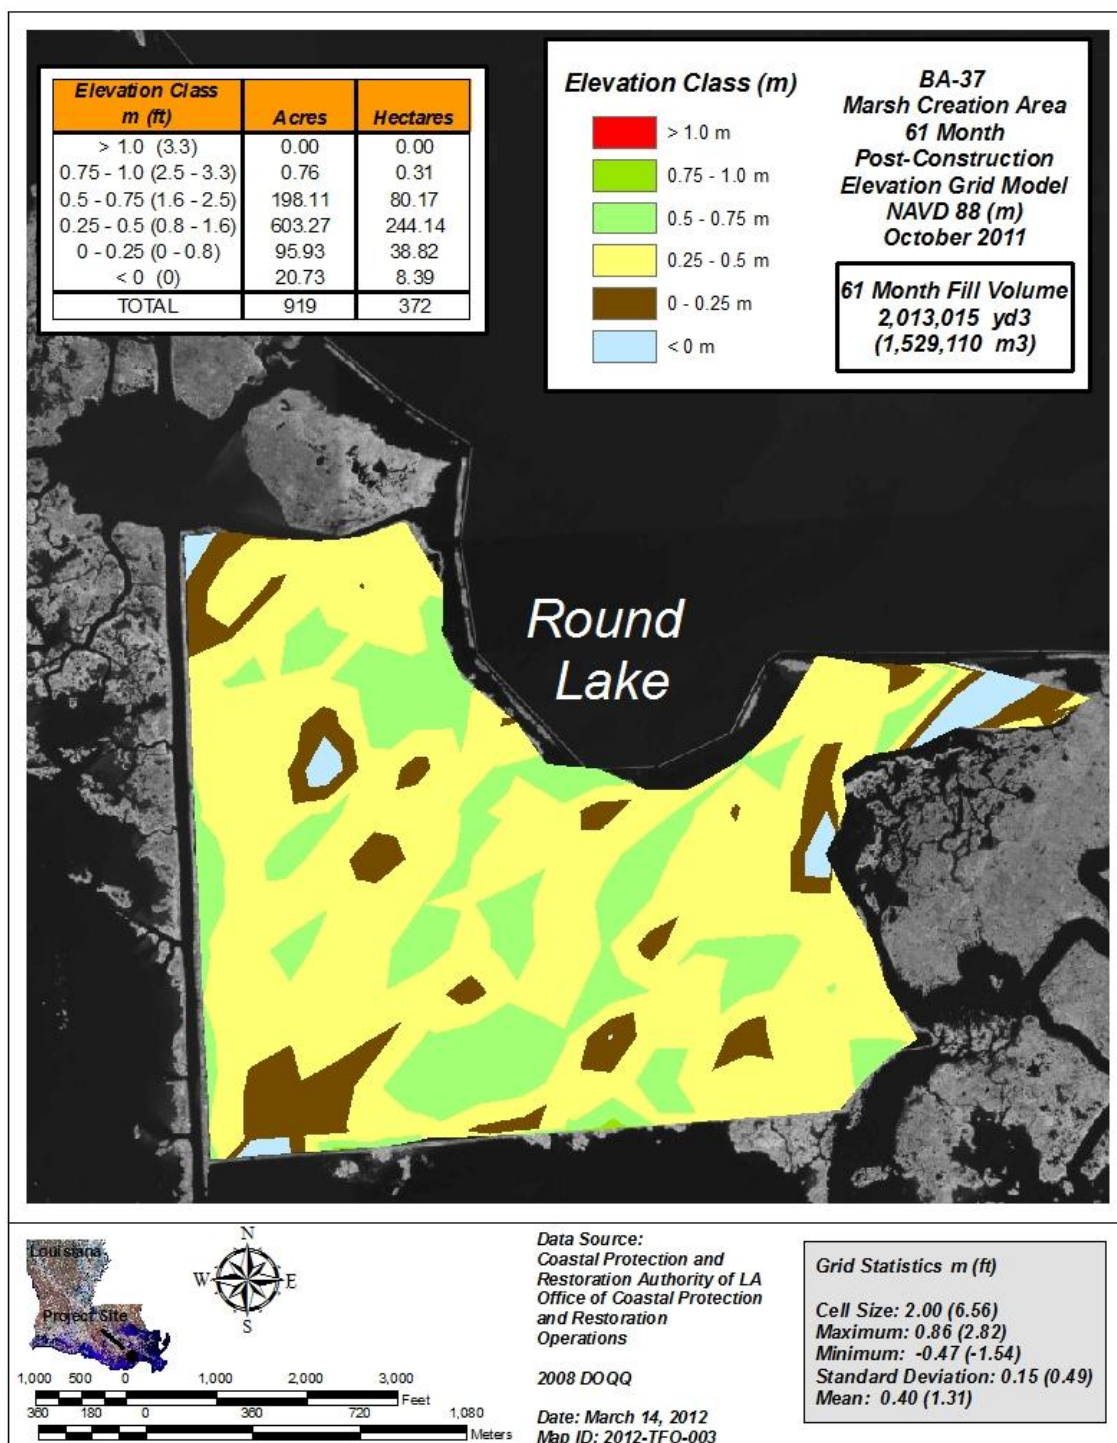 Elevation Class
m (ft) Acres Hectares
> 1.0 (3.3) 0.00 0.00
0.75 - 1.0 (2.5 - 3.3) 0.76 0.31
0.5 - 0.75 (1.6 - 2.5) 198.11 80.17
0.25 - 0.5 (0.8 - 1.6) 603.27 244.14
0 - 0.25 (0 - 0.8) 95.93 38.82
< 0 (0) 20.73 8.39
TOTAL 919 372
Elevation Class (m)
> 1.0 m
0.75 - 1.0 m
0.5 - 0.75 m
0.25 - 0.5 m
0 - 0.25 m
< 0 m
BA-37
Marsh Creation Area
61 Month
Post-Construction
Elevation Grid Model
NAVD 88 (m)
October 2011
61 Month Fill Volume
2,013,015 yd3
(1,529,110 m3)
Round
Lake
Louisiana
Project Site
N
W E
S
1,000 500 0 1,000 2,000 3,000
Feet
360 180 0 360 720 1,080
Meters
Data Source:
Coastal Protection and
Restoration Authority of LA
Office of Coastal Protection
and Restoration
Operations
2008 DOQQ
Date: March 14, 2012
Map ID: 2012-TFO-003
Grid Statistics m (ft)
Cell Size: 2.00 (6.56)
Maximum: 0.86 (2.82)
Minimum: -0.47 (-1.54)
Standard Deviation: 0.15 (0.49)
Mean: 0.40 (1.31)